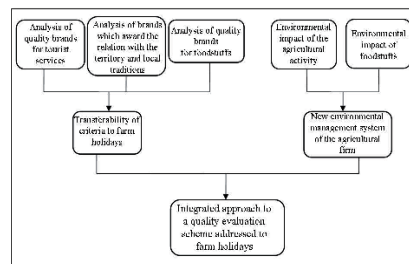 Analysis of
quality brands
for tourist
services
Analysis of brands
which award the
relation with the
territory and local
traditions
Analysis of quality
brands
for foodstuffs
Environmental
impact of the
agricultural
activity
Environmental
impact of
foodstuffs
Transferability of
criteria to farm
holidays
New environmental
management system
of the agricultural
firm
Integrated approach to
a quality evaluation
scheme addressed to
farm holidays